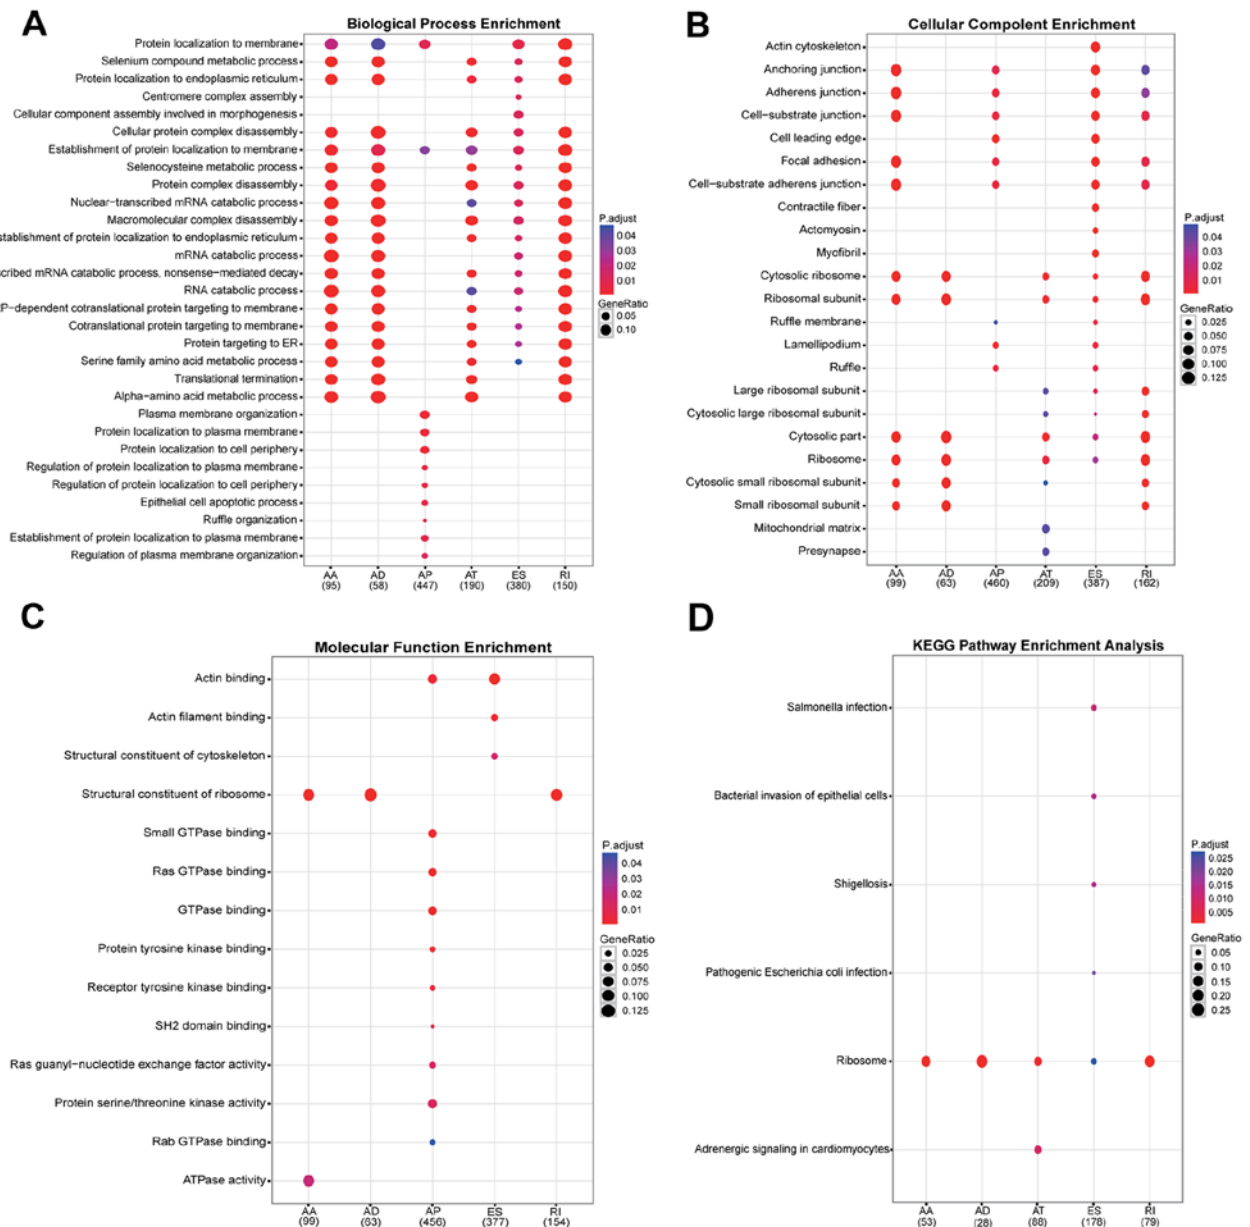 A
Biological Process Enrichment
Protein localization to membrane
Selenium compound metabolic process
Protein localization to endoplasmic reticulum
Centromere complex assembly
Cellular component assembly involved in morphogenesis
Cellular protein complex disassembly
Establishment of protein localization to membrane
Selenocysteine metabolic process
Protein complex disassembly
Nuclear-transcribed mRNA catabolic process
Macromolecular complex disassembly
stablishment of protein localization to endoplasmic reticulum
mRNA catabolic process
scribed mRNA catabolic process, nonsense-mediated decay
RNA catabolic process
P-dependent cotranslational protein targeting to membrane
Cotranslational protein targeting to membrane
Protein targeting to ER
Serine family amino acid metabolic process
Translational termination
Alpha-amino acid metabolic process
Plasma membrane organization
Protein localization to plasma membrane
Protein localization to cell periphery
Regulation of protein localization to plasma membrane
Regulation of protein localization to cell periphery
Epithelial cell apoptotic process
Ruffle organization
Establishment of protein localization to plasma membrane
Regulation of plasma membrane organization
AA AD AP AT ES RI
(95) (58) (447) (190) (380) (150)
P.adjust
0.04
0.03
0.02
0.01
GeneRatio
0.05
0.10
B
Cellular Compolent Enrichment
Actin cytoskeleton
Anchoring junction
Adherens junction
Cell-substrate junction
Cell leading edge
Focal adhesion
Cell-substrate adherens junction
Contractile fiber
Actomyosin
Myofibril
Cytosolic ribosome
Ribosomal subunit
Ruffle membrane
Lamellipodium
Ruffle
Large ribosomal subunit
Cytosolic large ribosomal subunit
Cytosolic part
Ribosome
Cytosolic small ribosomal subunit
Small ribosomal subunit
Mitochondrial matrix
Presynapse
AA AD AP AT ES RI
(99) (63) (460) (209) (387) (162)
P.adjust
0.04
0.03
0.02
0.01
GeneRatio
0.025
0.050
0.075
0.100
0.125
C
Molecular Function Enrichment
Actin binding
Actin filament binding
Structural constituent of cytoskeleton
Structural constituent of ribosome
Small GTPase binding
Ras GTPase binding
GTPase binding
Protein tyrosine kinase binding
Receptor tyrosine kinase binding
SH2 domain binding
Ras guanyl-nucleotide exchange factor activity
Protein serine/threonine kinase activity
Rab GTPase binding
ATPase activity
AA AD AP ES RI
(99) (63) (456) (377) (154)
P.adjust
0.04
0.03
0.02
0.01
GeneRatio
0.025
0.050
0.075
0.100
0.125
D
KEGG Pathway Enrichment Analysis
Salmonella infection
Bacterial invasion of epithelial cells
Shigellosis
Pathogenic Escherichia coli infection
Ribosome
Adrenergic signaling in cardiomyocytes
AA AD AT ES RI
(53) (28) (88) (178) (79)
P.adjust
0.025
0.020
0.015
0.010
0.005
GeneRatio
0.05
0.10
0.15
0.20
0.25